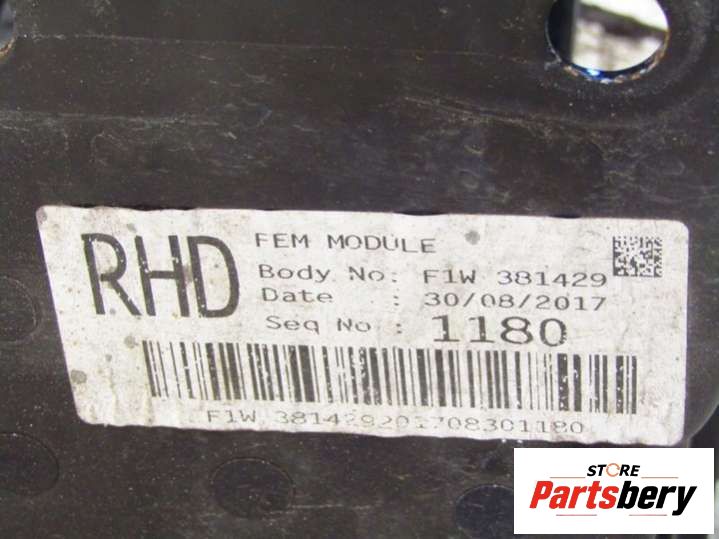 RHD
FEM MODULE
Body No: F1W 381429
Date : 30/08/2017
Seq No : 1180
F1W 381429201708301180
STORE
Partsbery